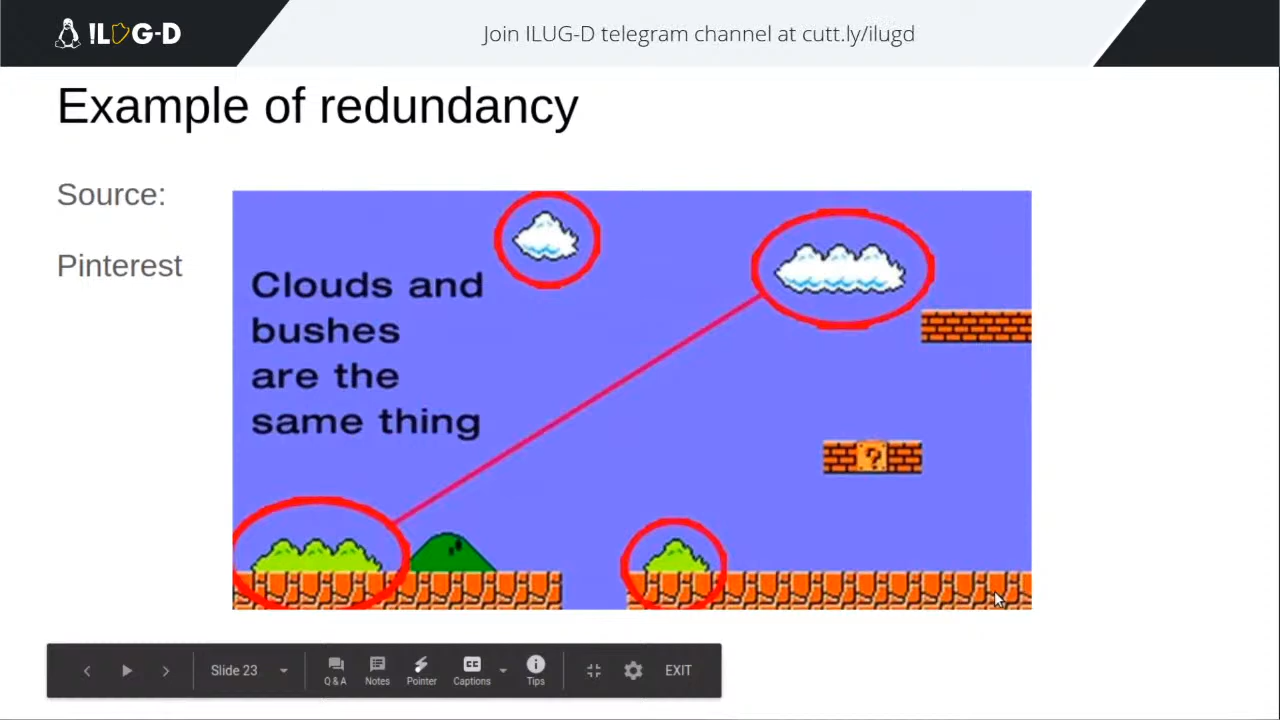 ILUG-D
Join ILUG-D telegram channel at cutt.ly/ilugd
Example of redundancy
Source:
Pinterest
Clouds and
bushes
are the
same thing
?
Slide 23
Q & A
Notes
Pointer
CC
Captions
Tips
EXIT